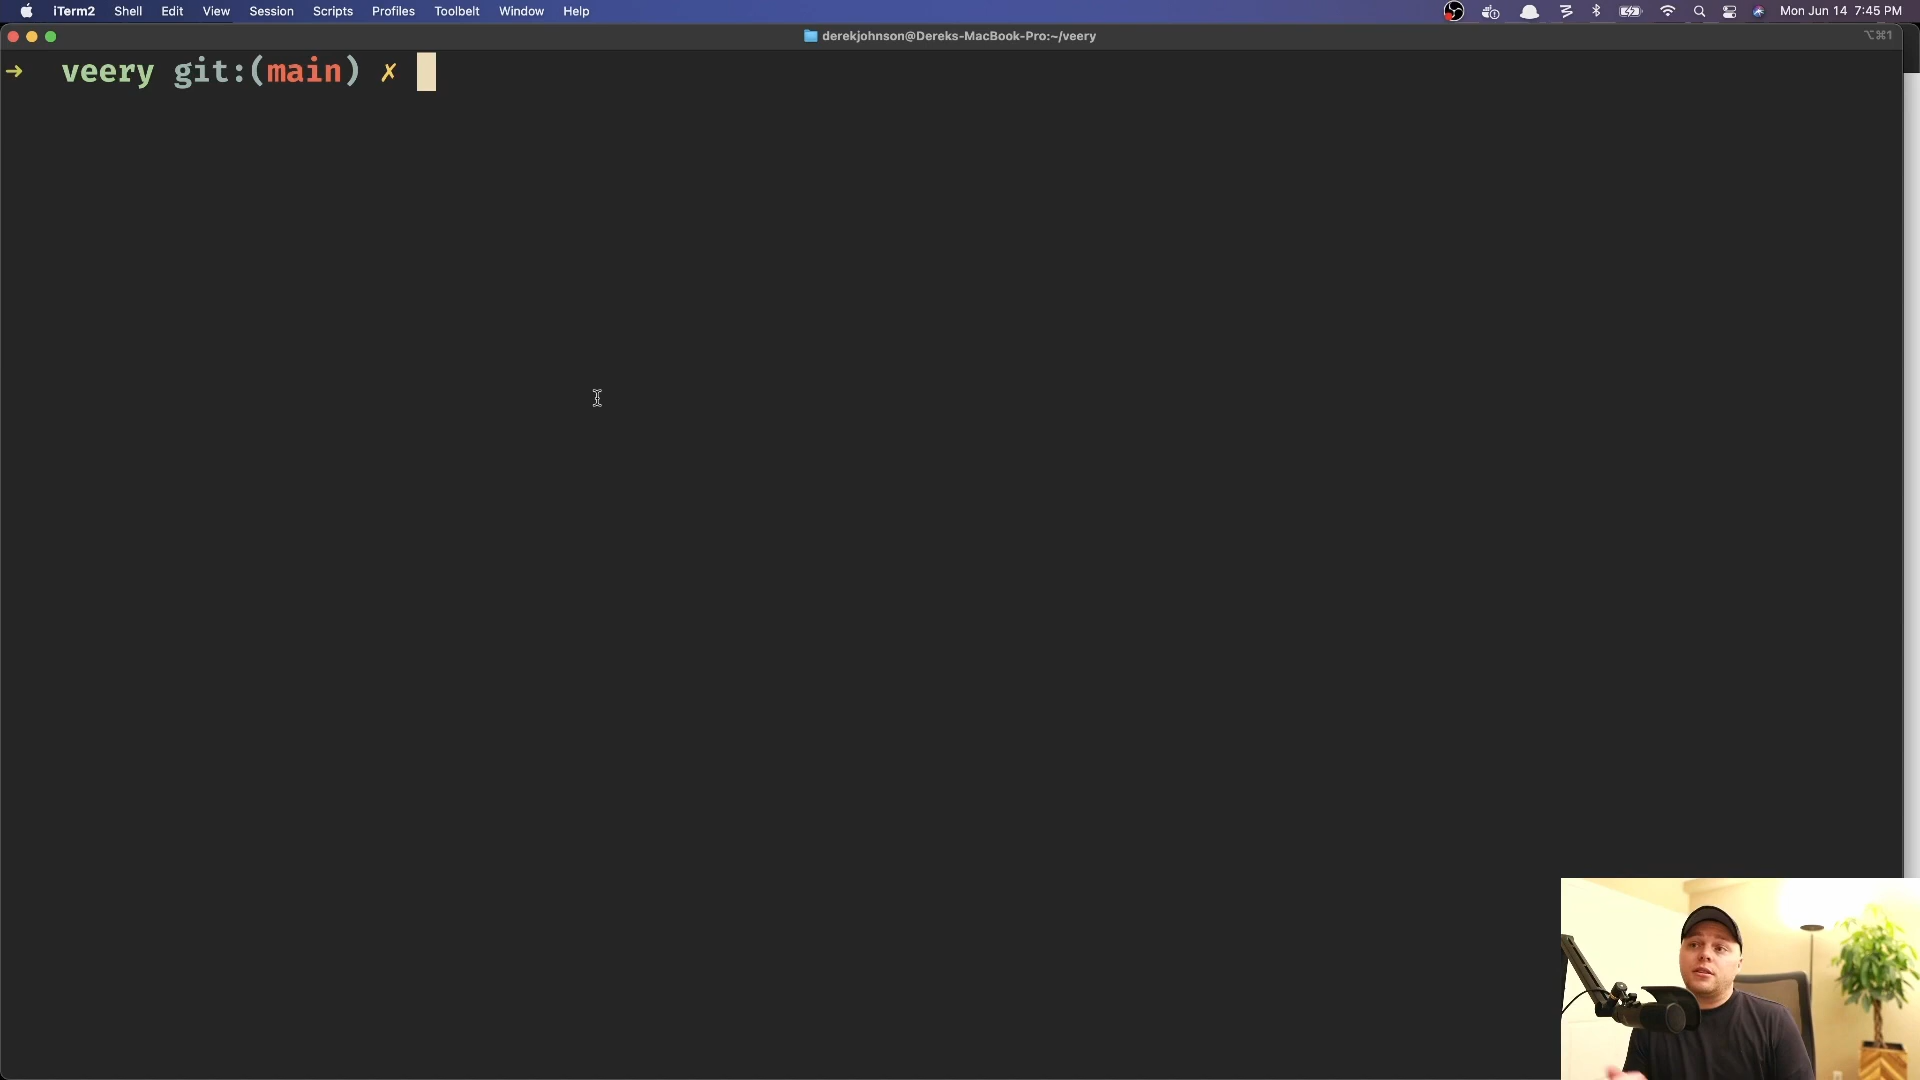 iTerm2 Shell Edit View Session Scripts Profiles Toolbelt Window Help Mon Jun 14 7:45 PM
derekjohnson@Dereks-MacBook-Pro:~/veery ⌥⌘1
➜ veery git:(main) ✗